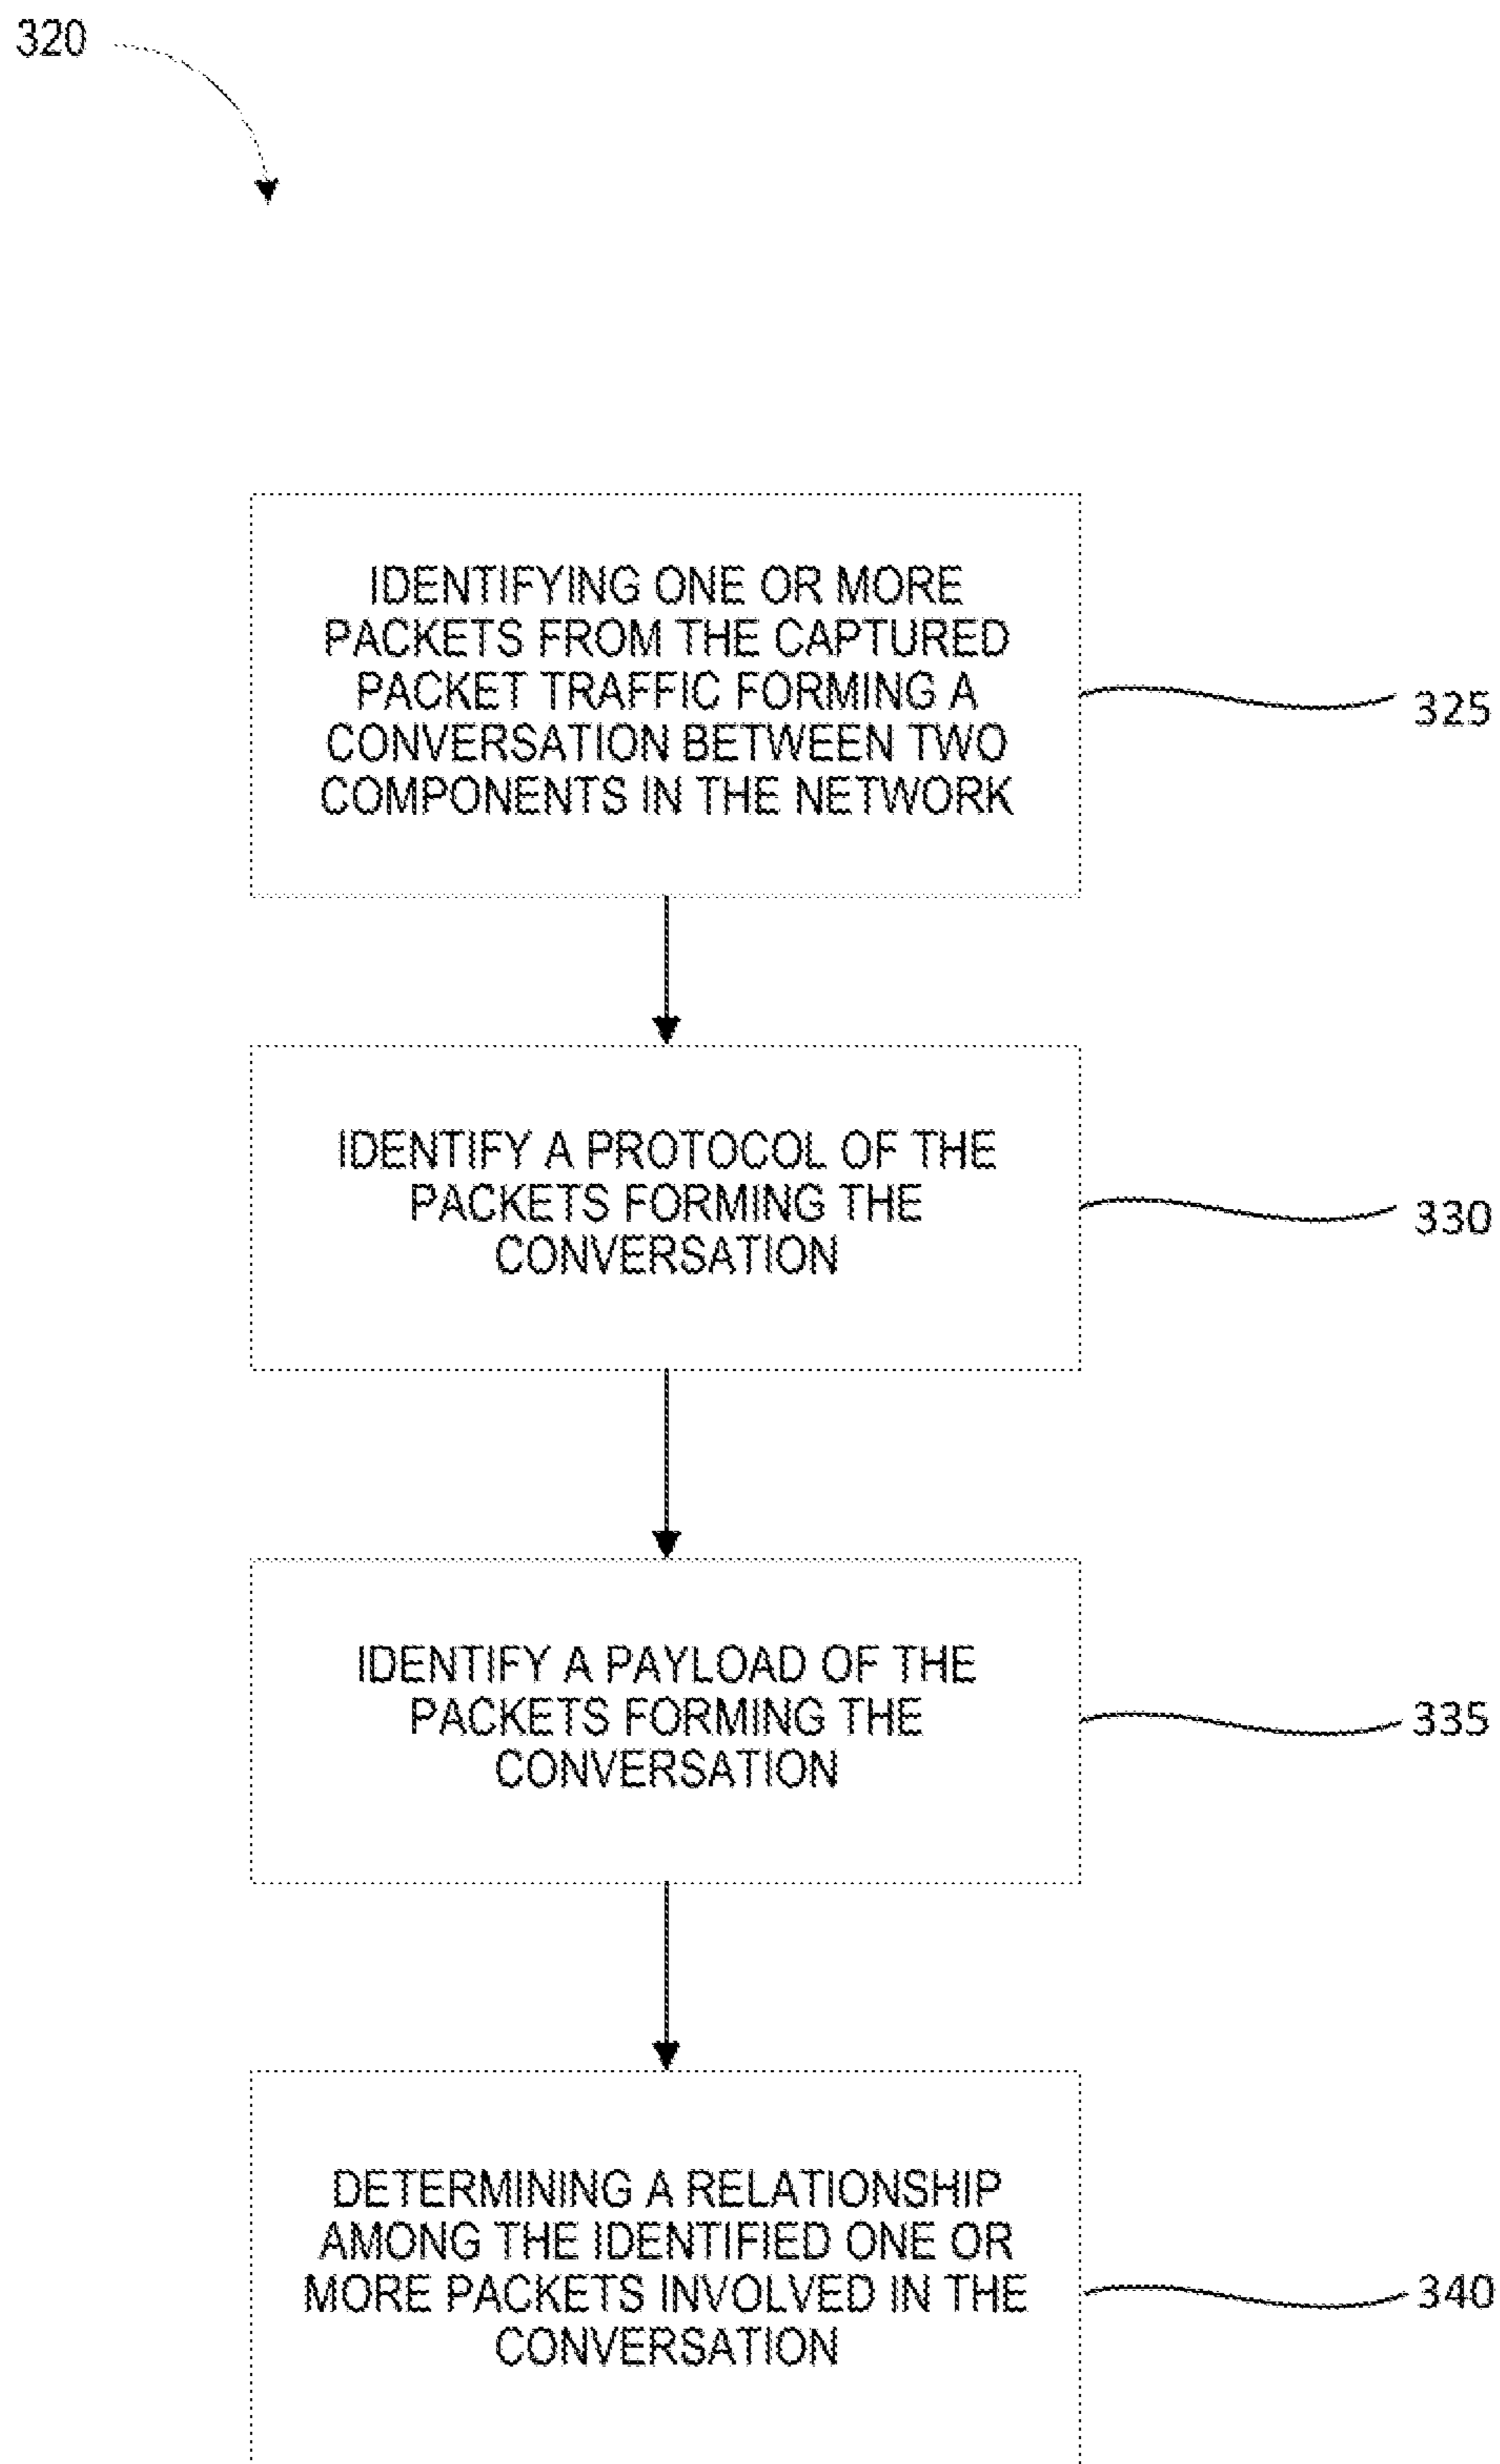 320
IDENTIFYING ONE OR MORE
PACKETS FROM THE CAPTURED
PACKET TRAFFIC FORMING A
CONVERSATION BETWEEN TWO
COMPONENTS IN THE NETWORK
325
IDENTIFY A PROTOCOL OF THE
PACKETS FORMING THE
CONVERSATION
330
IDENTIFY A PAYLOAD OF THE
PACKETS FORMING THE
CONVERSATION
335
DETERMINING A RELATIONSHIP
AMONG THE IDENTIFIED ONE OR
MORE PACKETS INVOLVED IN THE
CONVERSATION
340